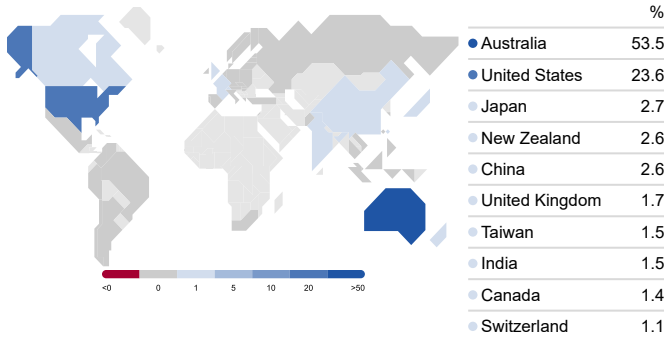 %
Australia 53.5
United States 23.6
Japan 2.7
New Zealand 2.6
China 2.6
United Kingdom 1.7
Taiwan 1.5
India 1.5
Canada 1.4
Switzerland 1.1
<0 0 1 5 10 20 >50